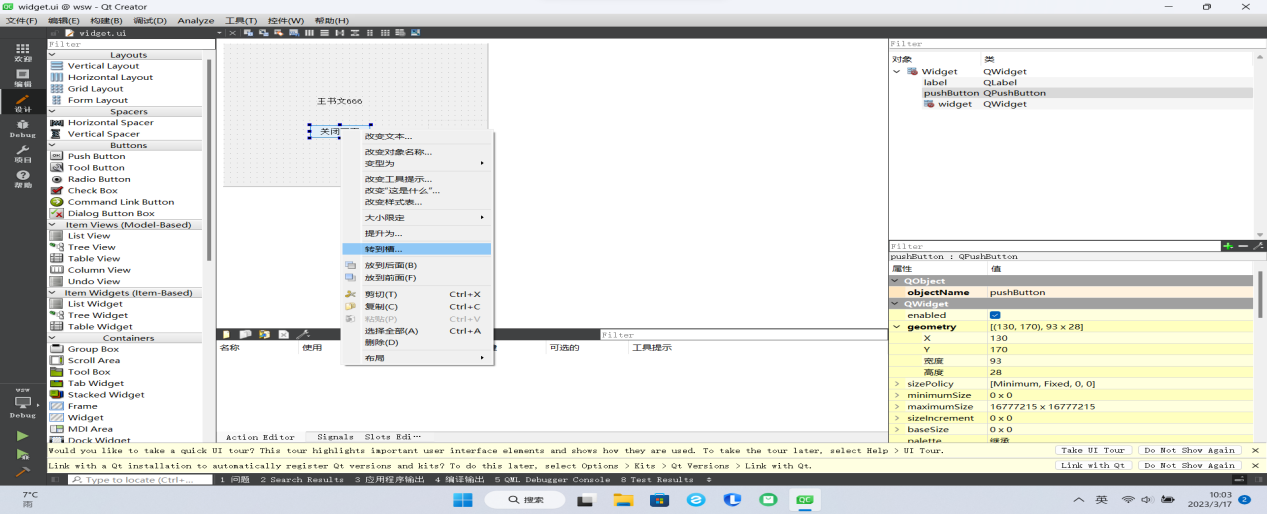 widget.ui @ wsw - Qt Creator
文件(F) 编辑(E) 构建(B) 调试(D) Analyze 工具(T) 控件(W) 帮助(H)
widget.ui
Filter
Layouts
Vertical Layout
Horizontal Layout
Grid Layout
Form Layout
Spacers
Horizontal Spacer
Vertical Spacer
Buttons
Push Button
Tool Button
Radio Button
Check Box
Command Link Button
Dialog Button Box
Item Views (Model-Based)
List View
Tree View
Table View
Column View
Undo View
Item Widgets (Item-Based)
List Widget
Tree Widget
Table Widget
Containers
Group Box
Scroll Area
Tool Box
Tab Widget
Stacked Widget
Frame
Widget
MDI Area
Dock Widget
欢迎
编辑
设计
Debug
项目
帮助
wsw
Debug
王书文666
关闭
改变文本...
改变对象名称...
变型为
改变工具提示...
改变"这是什么"...
改变样式表...
大小限定
提升为...
转到槽...
放到后面(B)
放到前面(F)
剪切(T) Ctrl+X
复制(C) Ctrl+C
粘贴(P) Ctrl+V
选择全部(A) Ctrl+A
删除(D)
布局
Filter
名称 使用 可选的 工具提示
Action Editor Signals Slots Edi…
Filter
对象 类
Widget QWidget
label QLabel
pushButton QPushButton
widget QWidget
Filter
pushButton : QPushButton
属性 值
QObject
objectName pushButton
QWidget
enabled
geometry [(130, 170), 93 x 28]
X 130
Y 170
宽度 93
高度 28
sizePolicy [Minimum, Fixed, 0, 0]
minimumSize 0 x 0
maximumSize 16777215 x 16777215
sizeIncrement 0 x 0
baseSize 0 x 0
palette 继承
Would you like to take a quick UI tour? This tour highlights important user interface elements and shows how they are used. To take the tour later, select Help > UI Tour. Take UI Tour Do Not Show Again
Link with a Qt installation to automatically register Qt versions and kits? To do this later, select Options > Kits > Qt Versions > Link with Qt. Link with Qt Do Not Show Again
Type to locate (Ctrl+... 1 问题 2 Search Results 3 应用程序输出 4 编译输出 5 QML Debugger Console 8 Test Results
7°C
雨
搜索
英
10:03
2023/3/17
2